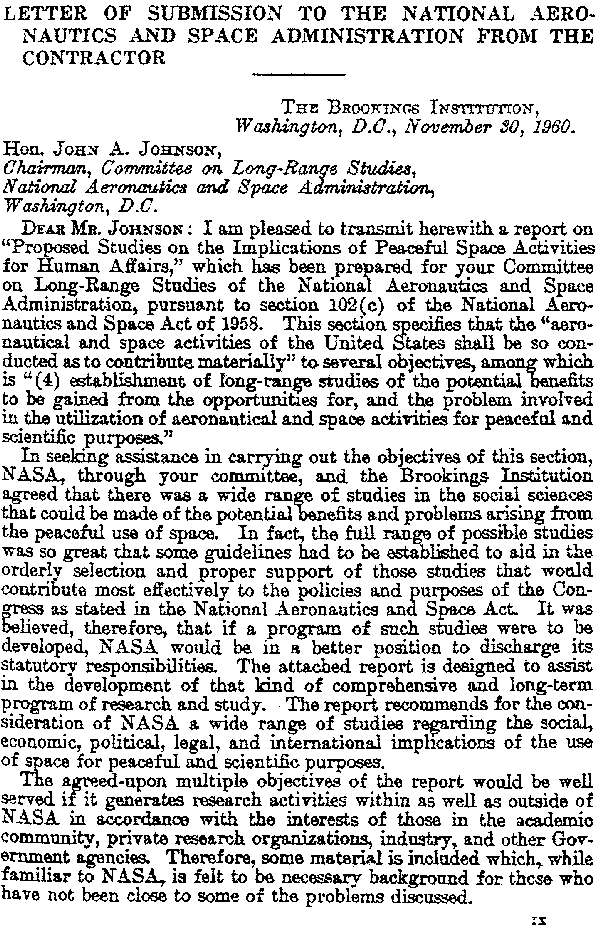 LETTER OF SUBMISSION TO THE NATIONAL AERO-
NAUTICS AND SPACE ADMINISTRATION FROM THE
CONTRACTOR
THE BROOKINGS INSTITUTION,
Washington, D.C., November 30, 1960.
Hon. JOHN A. JOHNSON,
Chairman, Committee on Long-Range Studies,
National Aeronautics and Space Administration,
Washington, D.C.
DEAR MR. JOHNSON: I am pleased to transmit herewith a report on
"Proposed Studies on the Implications of Peaceful Space Activities
for Human Affairs," which has been prepared for your Committee
on Long-Range Studies of the National Aeronautics and Space
Administration, pursuant to section 102(c) of the National Aero-
nautics and Space Act of 1958. This section specifies that the "aero-
nautical and space activities of the United States shall be so con-
ducted as to contribute materially" to several objectives, among which
is "(4) establishment of long-range studies of the potential benefits
to be gained from the opportunities for, and the problem involved
in the utilization of aeronautical and space activities for peaceful and
scientific purposes."
In seeking assistance in carrying out the objectives of this section,
NASA, through your committee, and the Brookings Institution
agreed that there was a wide range of studies in the social sciences
that could be made of the potential benefits and problems arising from
the peaceful use of space. In fact, the full range of possible studies
was so great that some guidelines had to be established to aid in the
orderly selection and proper support of those studies that would
contribute most effectively to the policies and purposes of the Con-
gress as stated in the National Aeronautics and Space Act. It was
believed, therefore, that if a program of such studies were to be
developed, NASA would be in a better position to discharge its
statutory responsibilities. The attached report is designed to assist
in the development of that kind of comprehensive and long-term
program of research and study. The report recommends for the con-
sideration of NASA a wide range of studies regarding the social,
economic, political, legal, and international implications of the use
of space for peaceful and scientific purposes.
The agreed-upon multiple objectives of the report would be well
served if it generates research activities within as well as outside of
NASA in accordance with the interests of those in the academic
community, private research organizations, industry, and other Gov-
ernment agencies. Therefore, some material is included which, while
familiar to NASA, is felt to be necessary background for those who
have not been close to some of the problems discussed.
IX